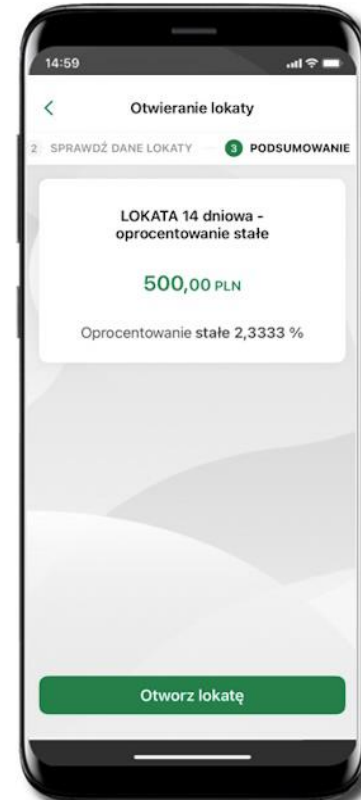 14:59
Otwieranie lokaty
2 SPRAWDŹ DANE LOKATY 3 PODSUMOWANIE
LOKATA 14 dniowa -
oprocentowanie stałe
500,00 PLN
Oprocentowanie stałe 2,3333 %
Otworz lokatę